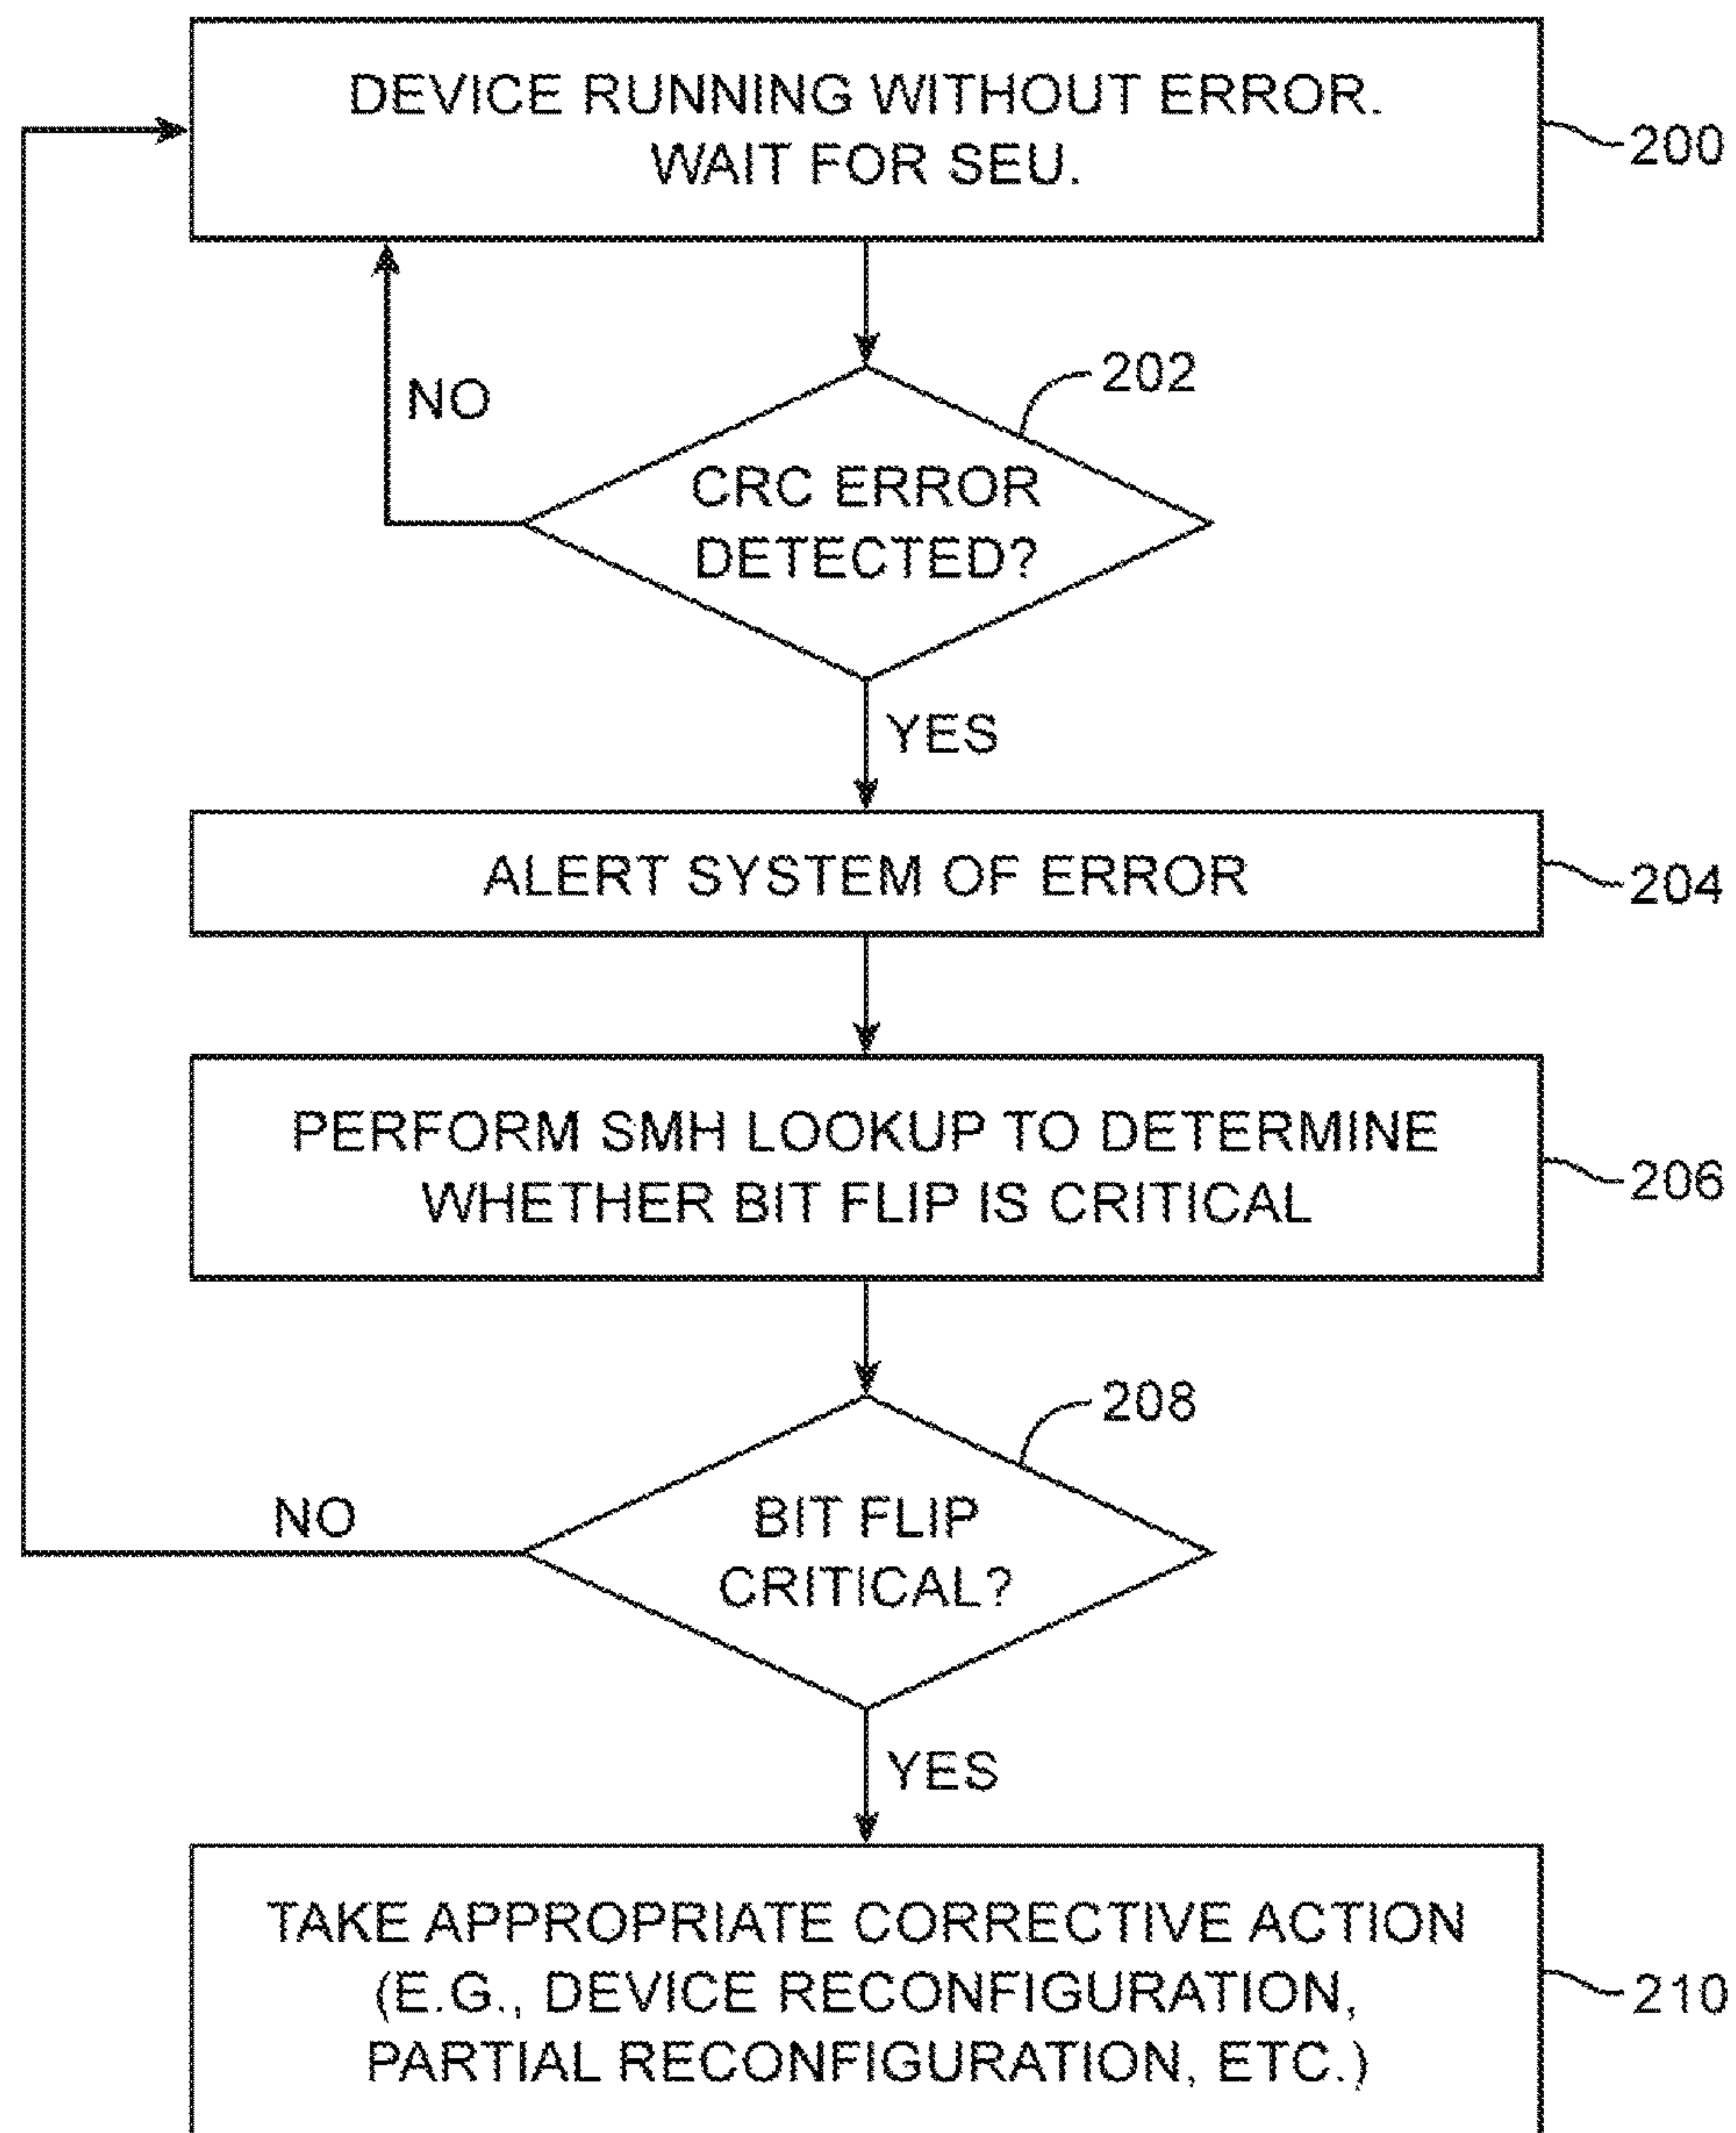 DEVICE RUNNING WITHOUT ERROR.
WAIT FOR SEU.
200
202
NO
CRC ERROR
DETECTED?
YES
ALERT SYSTEM OF ERROR
204
PERFORM SMH LOOKUP TO DETERMINE
WHETHER BIT FLIP IS CRITICAL
206
208
NO
BIT FLIP
CRITICAL?
YES
TAKE APPROPRIATE CORRECTIVE ACTION
(E.G., DEVICE RECONFIGURATION,
PARTIAL RECONFIGURATION, ETC.)
210